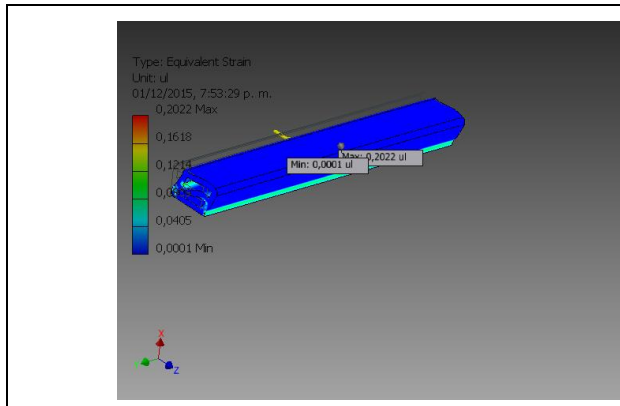 Type: Equivalent Strain
Unit: ul
01/12/2015, 7:53:29 p. m.
0,2022 Max
0,1618
0,1214
0,0405
0,0001 Min
Max: 0,2022 ul
Min: 0,0001 ul
X
Z